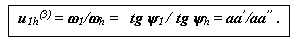 u₁ₕ⁽³⁾ = ω₁/ωₕ = tg ψ₁ / tg ψₕ = aa′/aa″ .